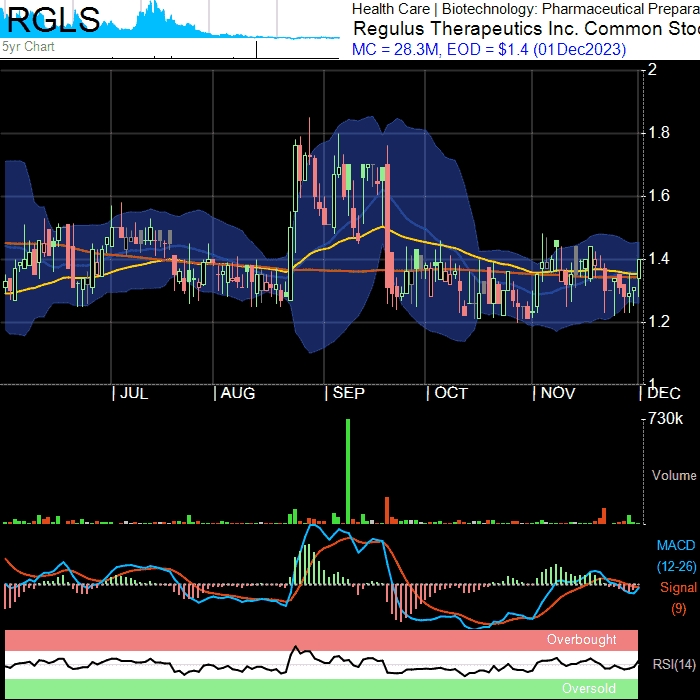 RGLS
5yr Chart
Health Care | Biotechnology: Pharmaceutical Prepara
Regulus Therapeutics Inc. Common Stoc
MC = 28.3M, EOD = $1.4 (01Dec2023)
2
1.8
1.6
1.4
1.2
1
JUL
AUG
SEP
OCT
NOV
DEC
730k
Volume
MACD
(12-26)
Signal
(9)
Overbought
RSI(14)
Oversold